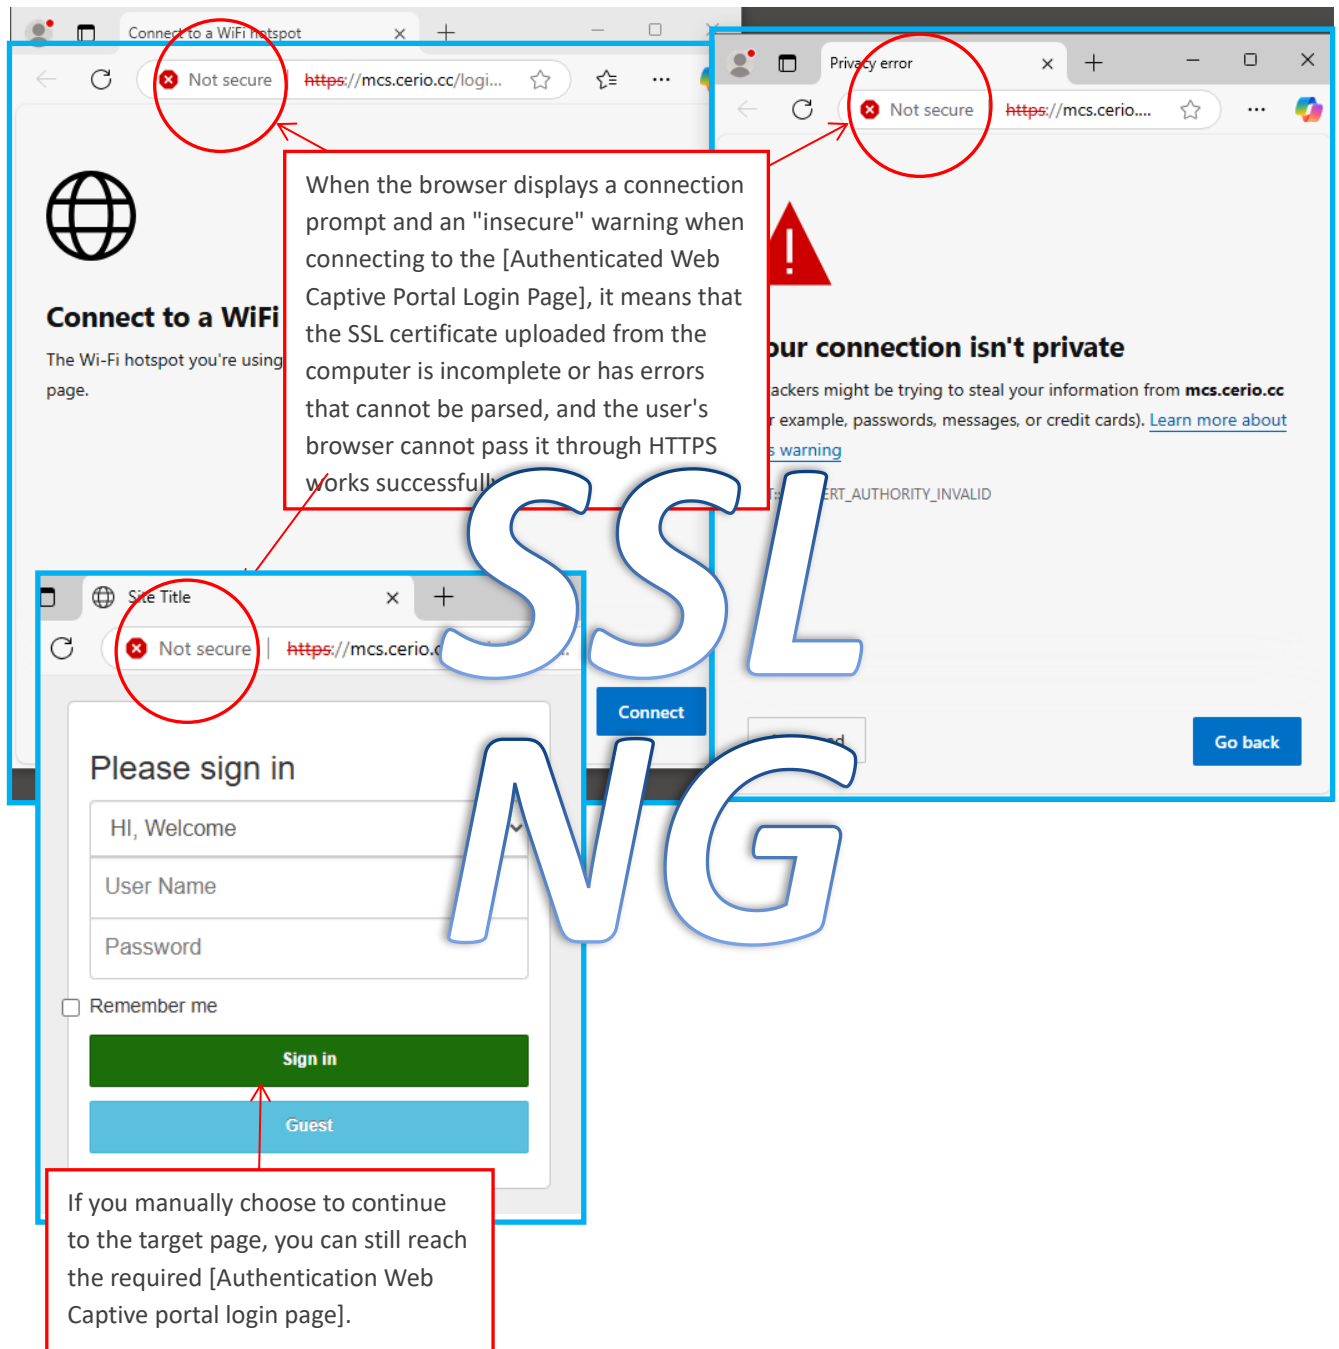 Connect to a WiFi hotspot
Not secure
https://mcs.cerio.cc/logi...
Privacy error
Not secure
https://mcs.cerio....
When the browser displays a connection
prompt and an "insecure" warning when
connecting to the [Authenticated Web
Captive Portal Login Page], it means that
the SSL certificate uploaded from the
computer is incomplete or has errors
that cannot be parsed, and the user's
browser cannot pass it through HTTPS
works successfully
Connect to a WiFi
The Wi-Fi hotspot you're using
page.
our connection isn't private
ackers might be trying to steal your information from mcs.cerio.cc
example, passwords, messages, or credit cards). Learn more about
s warning
ERT_AUTHORITY_INVALID
SSL
NG
Connect
Go back
Site Title
Not secure
https://mcs.cerio.
Please sign in
HI, Welcome
User Name
Password
Remember me
Sign in
Guest
If you manually choose to continue
to the target page, you can still reach
the required [Authentication Web
Captive portal login page].